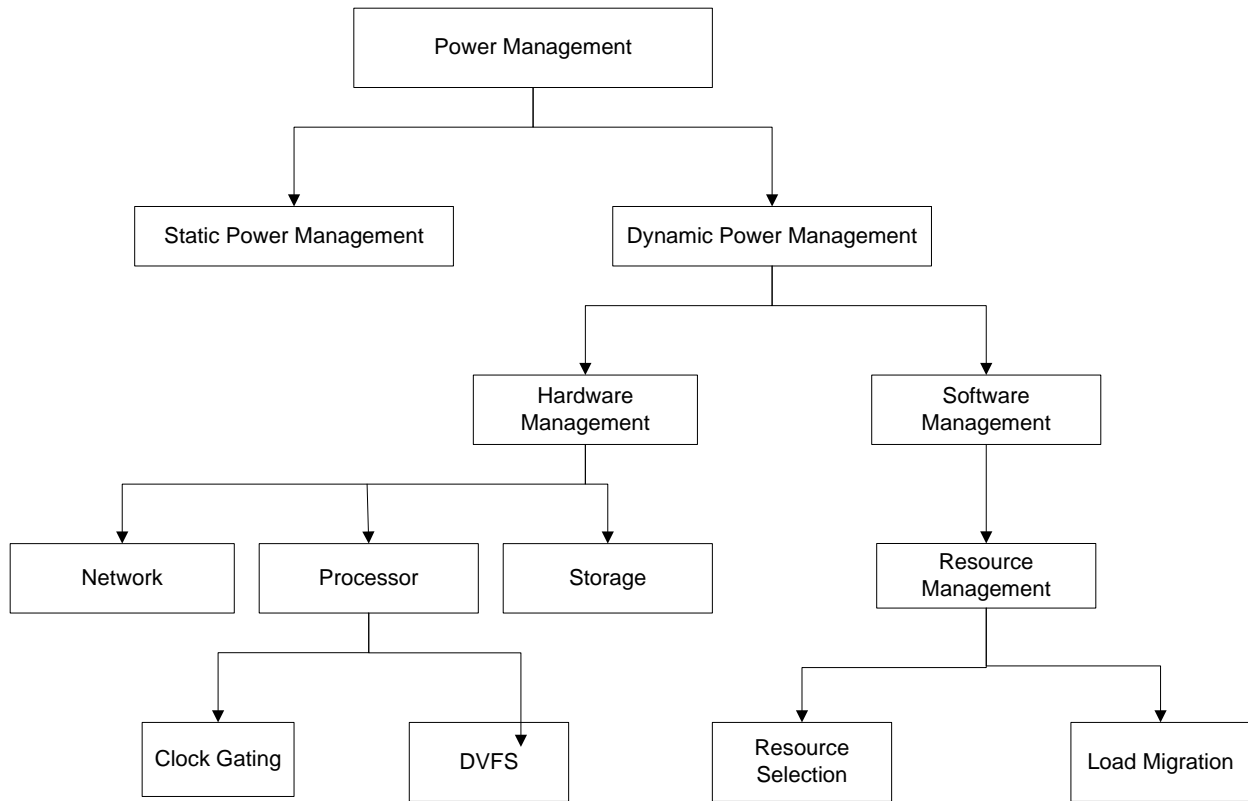 Power Management
Static Power Management
Dynamic Power Management
Hardware
Management
Software
Management
Network
Processor
Storage
Resource
Management
Clock Gating
DVFS
Resource
Selection
Load Migration